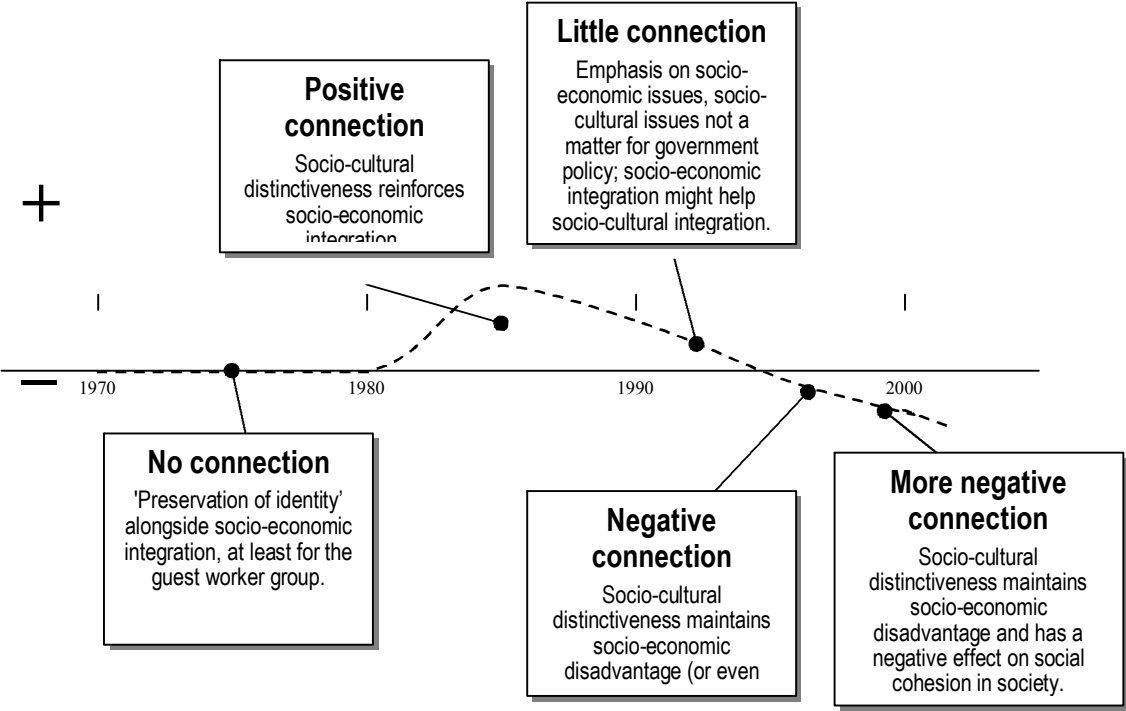 Positive
connection
Socio-cultural
distinctiveness reinforces
socio-economic
integration
Little connection
Emphasis on socio-
economic issues, socio-
cultural issues not a
matter for government
policy; socio-economic
integration might help
socio-cultural integration.
+
−
1970
1980
1990
2000
No connection
'Preservation of identity’
alongside socio-economic
integration, at least for the
guest worker group.
Negative
connection
Socio-cultural
distinctiveness maintains
socio-economic
disadvantage (or even
More negative
connection
Socio-cultural
distinctiveness maintains
socio-economic
disadvantage and has a
negative effect on social
cohesion in society.